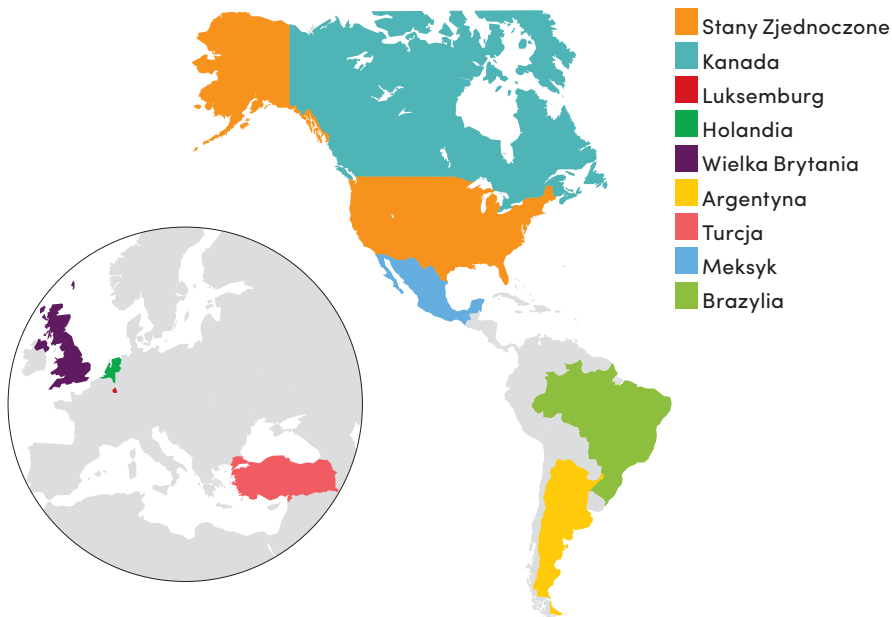 Stany Zjednoczone
Kanada
Luksemburg
Holandia
Wielka Brytania
Argentyna
Turcja
Meksyk
Brazylia